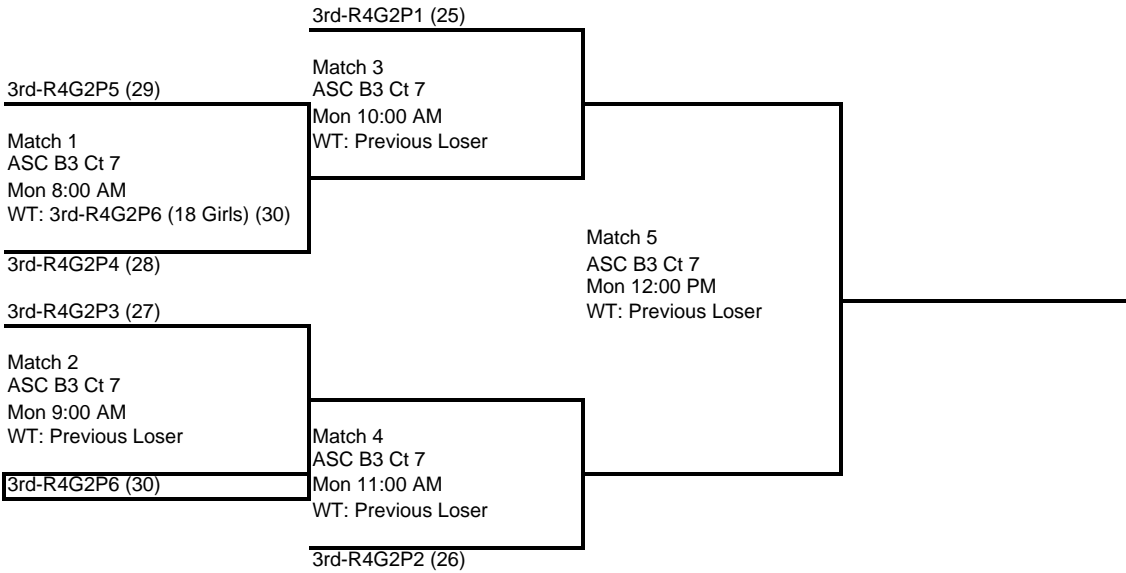 3rd-R4G2P1 (25)
Match 3
ASC B3 Ct 7
Mon 10:00 AM
WT: Previous Loser
3rd-R4G2P5 (29)
Match 1
ASC B3 Ct 7
Mon 8:00 AM
WT: 3rd-R4G2P6 (18 Girls) (30)
3rd-R4G2P4 (28)
Match 5
ASC B3 Ct 7
Mon 12:00 PM
WT: Previous Loser
3rd-R4G2P3 (27)
Match 2
ASC B3 Ct 7
Mon 9:00 AM
WT: Previous Loser
3rd-R4G2P6 (30)
Match 4
ASC B3 Ct 7
Mon 11:00 AM
WT: Previous Loser
3rd-R4G2P2 (26)